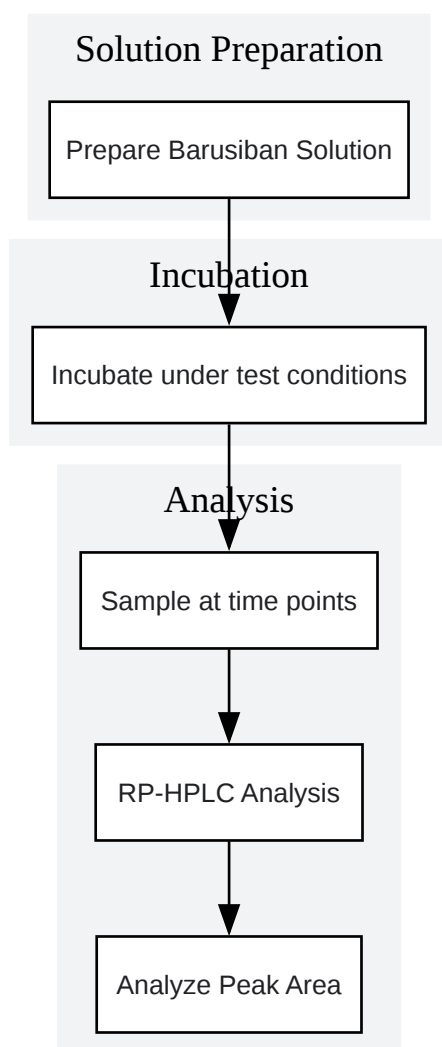 Solution Preparation
Prepare Barusiban Solution
Incubation
Incubate under test conditions
Analysis
Sample at time points
RP-HPLC Analysis
Analyze Peak Area